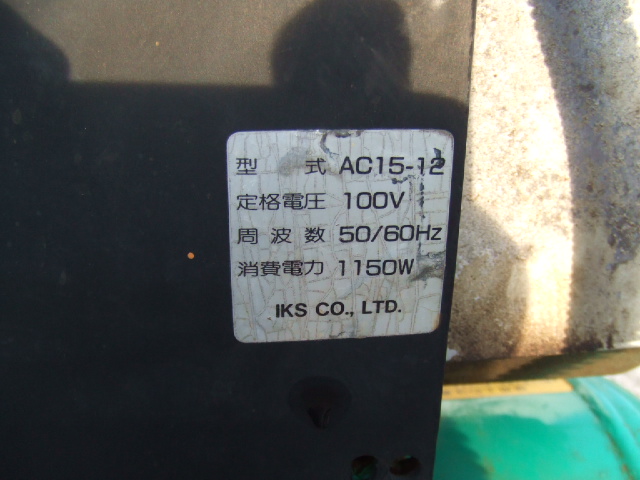 型 式 AC15-12
定格電圧 100V
周波数 50/60Hz
消費電力 1150W
IKS CO., LTD.